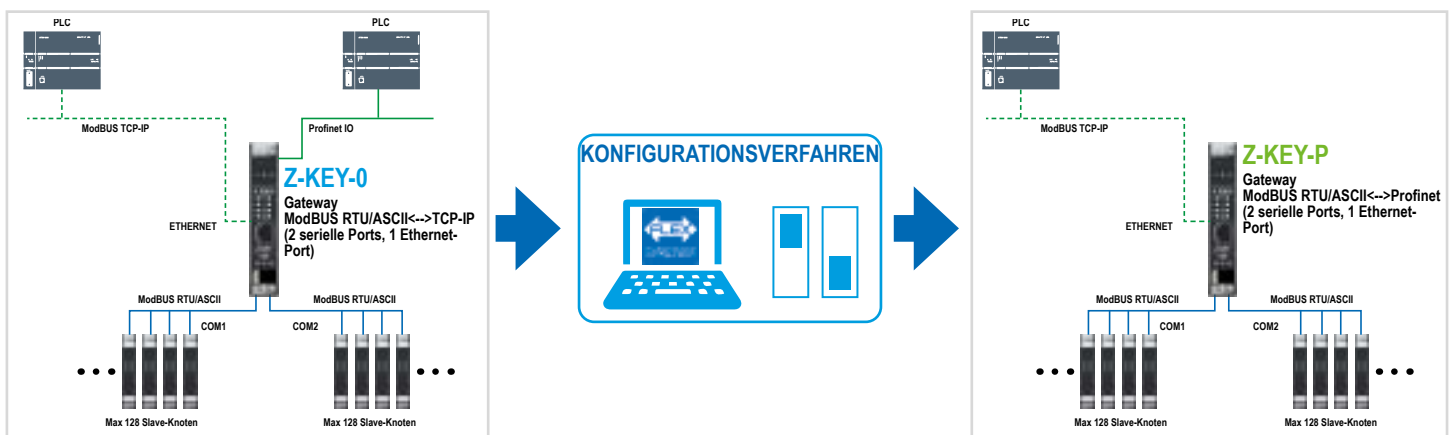 PLC
PLC
ModBUS TCP-IP
Profinet IO
Z-KEY-0
Gateway
ModBUS RTU/ASCII<-->TCP-IP
(2 serielle Ports, 1 Ethernet-
Port)
ETHERNET
ModBUS RTU/ASCII
ModBUS RTU/ASCII
COM1
COM2
Max 128 Slave-Knoten
Max 128 Slave-Knoten
KONFIGURATIONSVERFAHREN
FLEX
PLC
ModBUS TCP-IP
Z-KEY-P
Gateway
ModBUS RTU/ASCII<-->Profinet
(2 serielle Ports, 1 Ethernet-
Port)
ETHERNET
ModBUS RTU/ASCII
ModBUS RTU/ASCII
COM1
COM2
Max 128 Slave-Knoten
Max 128 Slave-Knoten